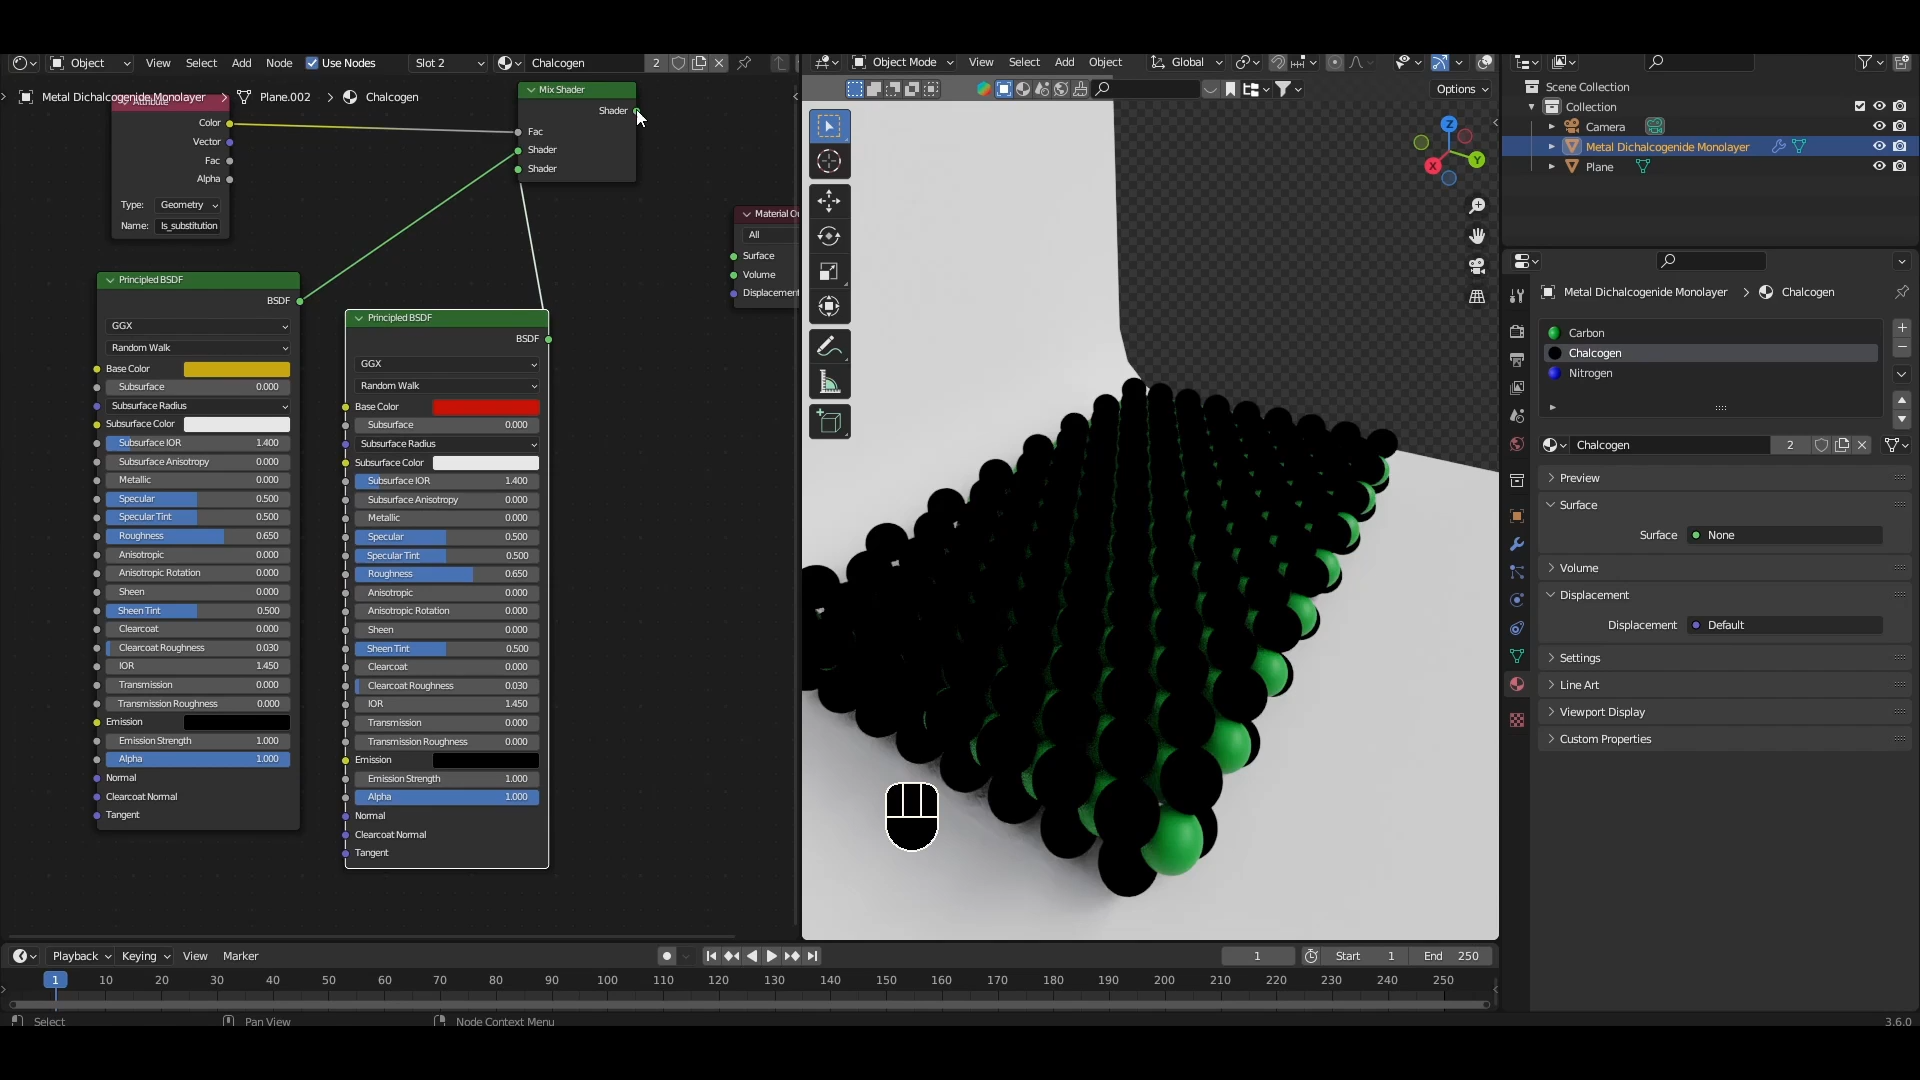 Object View Select Add Node Use Nodes Slot 2 Chalcogen 2
Metal Dichalcogenide Monolayer > Plane.002 > Chalcogen
Attribute
Color
Vector
Fac
Alpha
Type: Geometry
Name: Is_substitution
Mix Shader
Shader
Fac
Shader
Shader
Material Ou
All
Surface
Volume
Displacement
Principled BSDF
BSDF
GGX
Random Walk
Base Color
Subsurface 0.000
Subsurface Radius
Subsurface Color
Subsurface IOR 1.400
Subsurface Anisotropy 0.000
Metallic 0.000
Specular 0.500
Specular Tint 0.500
Roughness 0.650
Anisotropic 0.000
Anisotropic Rotation 0.000
Sheen 0.000
Sheen Tint 0.500
Clearcoat 0.000
Clearcoat Roughness 0.030
IOR 1.450
Transmission 0.000
Transmission Roughness 0.000
Emission
Emission Strength 1.000
Alpha 1.000
Normal
Clearcoat Normal
Tangent
Principled BSDF
BSDF
GGX
Random Walk
Base Color
Subsurface 0.000
Subsurface Radius
Subsurface Color
Subsurface IOR 1.400
Subsurface Anisotropy 0.000
Metallic 0.000
Specular 0.500
Specular Tint 0.500
Roughness 0.650
Anisotropic 0.000
Anisotropic Rotation 0.000
Sheen 0.000
Sheen Tint 0.500
Clearcoat 0.000
Clearcoat Roughness 0.030
IOR 1.450
Transmission 0.000
Transmission Roughness 0.000
Emission
Emission Strength 1.000
Alpha 1.000
Normal
Clearcoat Normal
Tangent
Object Mode View Select Add Object Global
Options
Z
Y
X
Scene Collection
Collection
Camera
Metal Dichalcogenide Monolayer
Plane
Metal Dichalcogenide Monolayer > Chalcogen
Carbon
Chalcogen
Nitrogen
Chalcogen 2
Preview
Surface
Surface None
Volume
Displacement
Displacement Default
Settings
Line Art
Viewport Display
Custom Properties
Playback Keying View Marker 1 Start 1 End 250
1 10 20 30 40 50 60 70 80 90 100 110 120 130 140 150 160 170 180 190 200 210 220 230 240 250
Select Pan View Node Context Menu 3.6.0